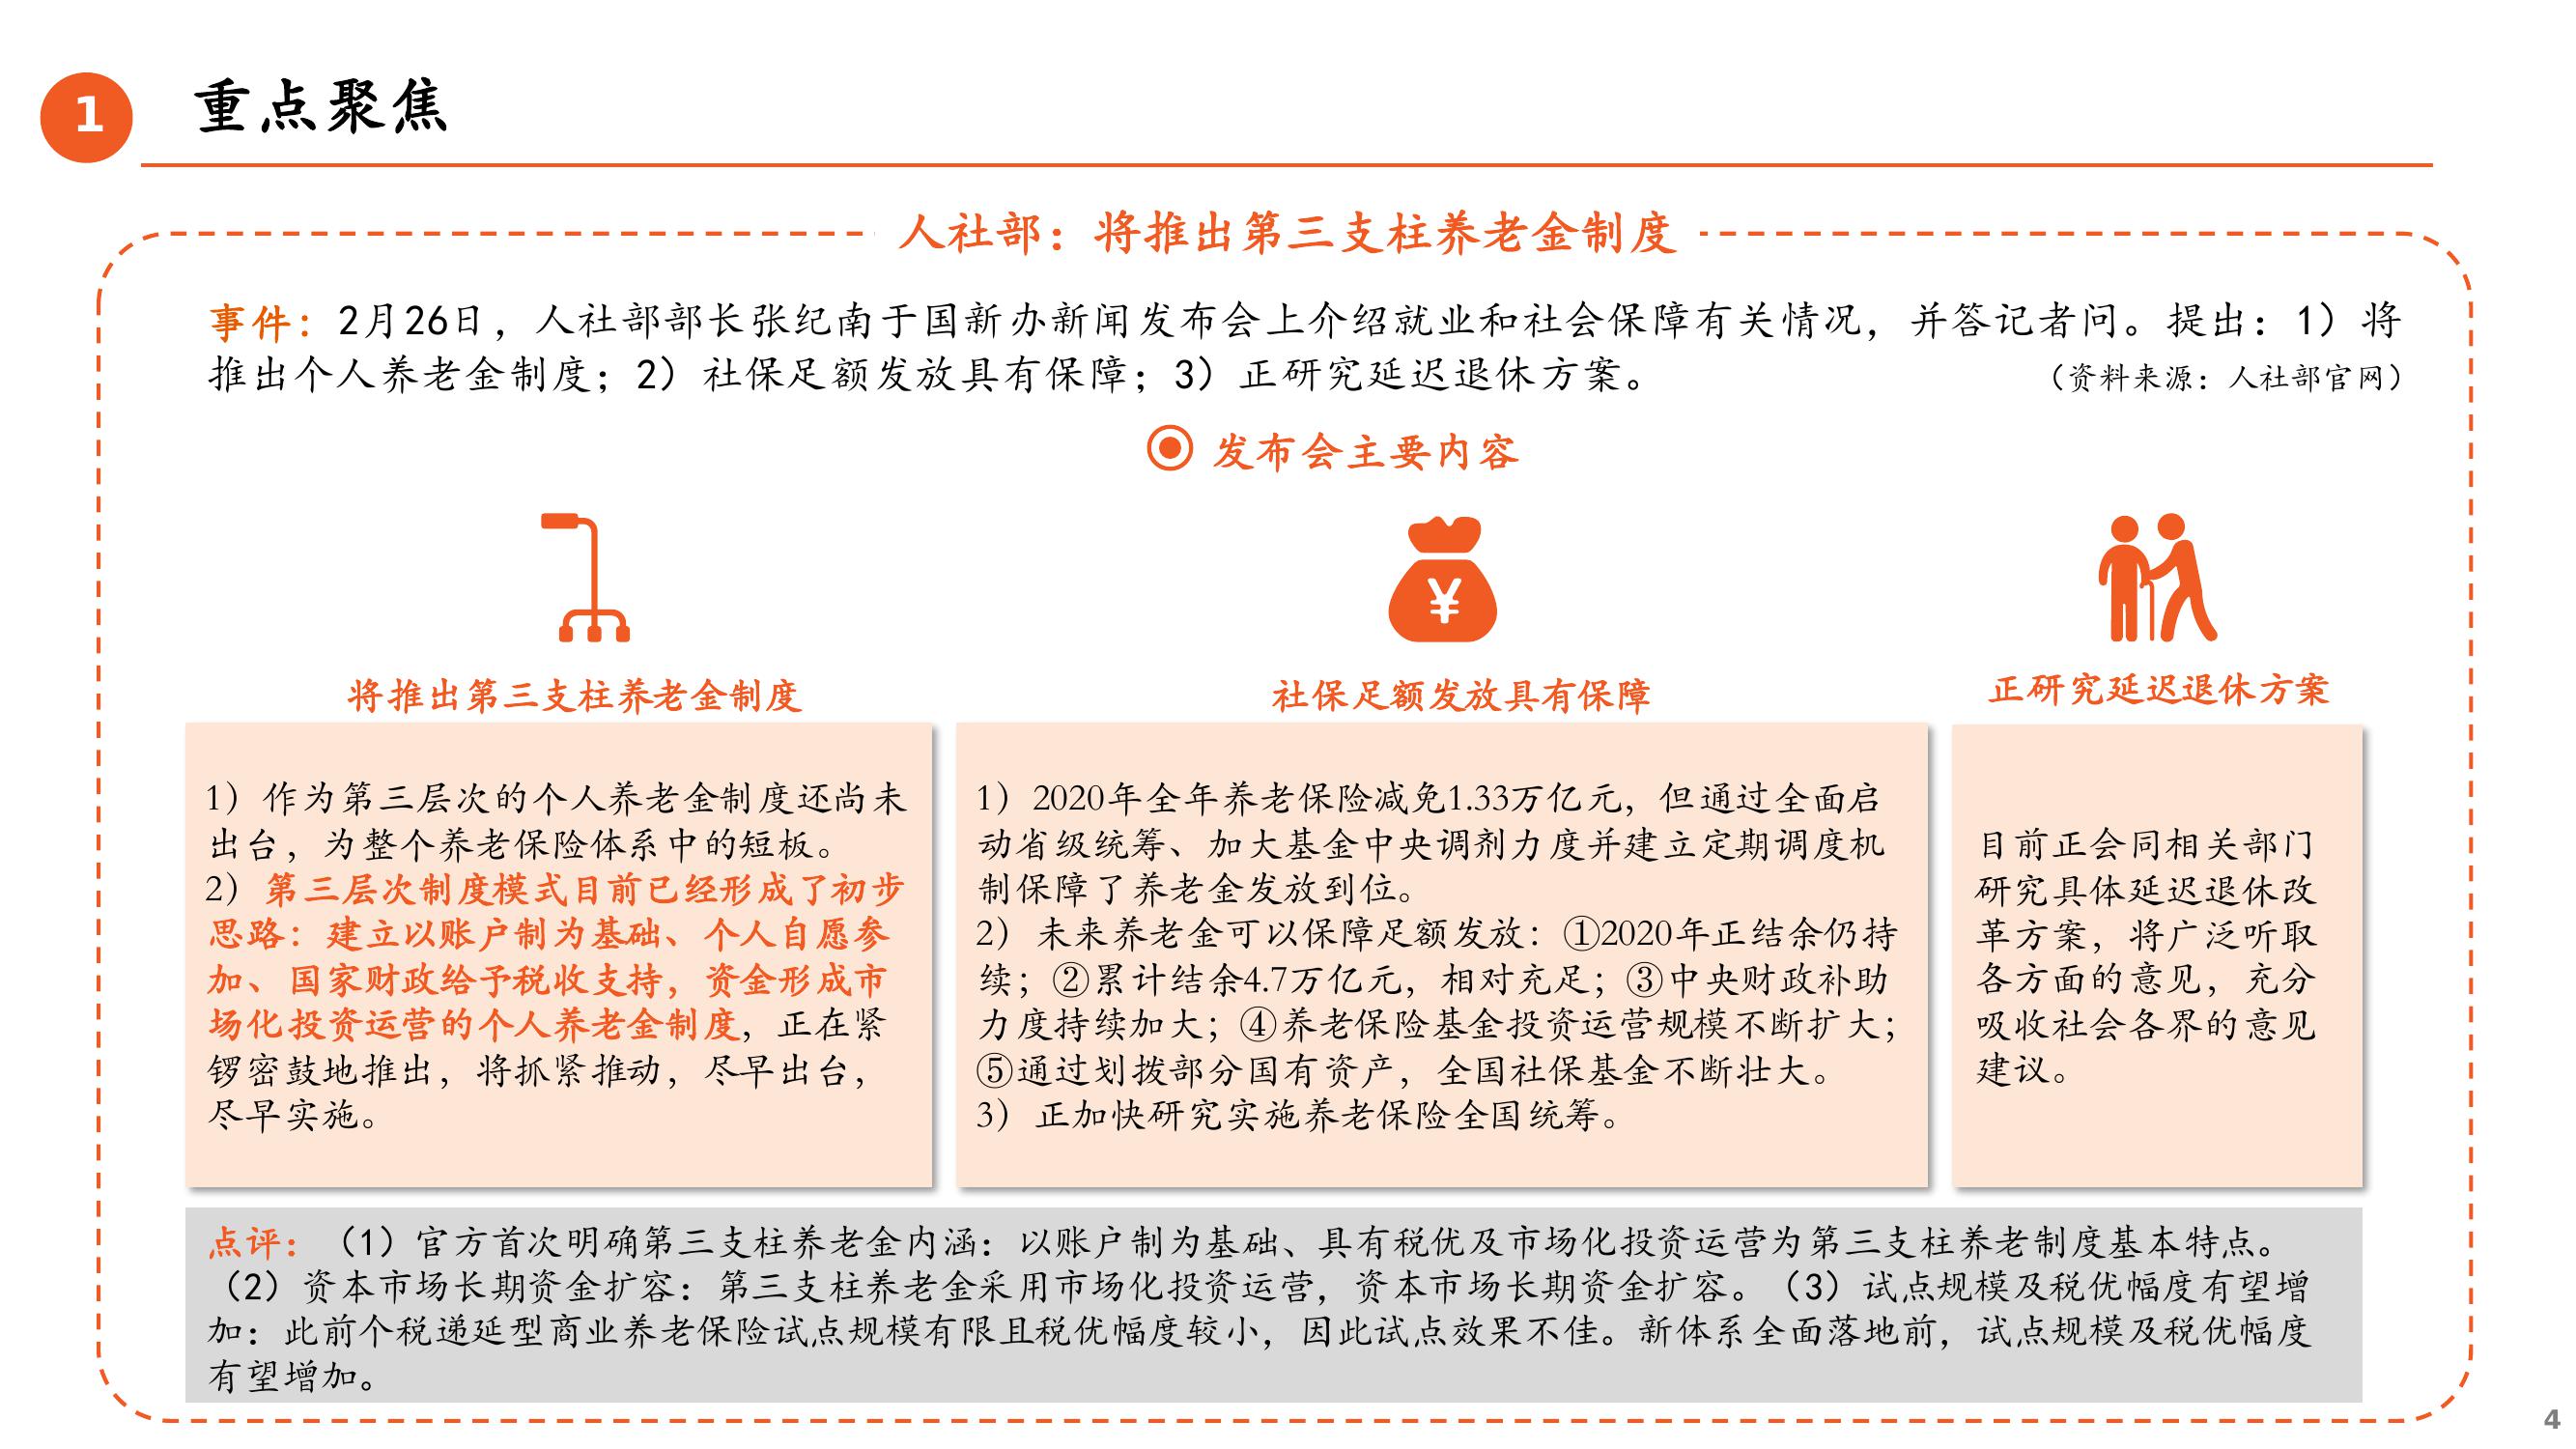 1
重点聚焦
人社部：将推出第三支柱养老金制度
事件：2月26日，人社部部长张纪南于国新办新闻发布会上介绍就业和社会保障有关情况，并答记者问。提出：1）将
推出个人养老金制度；2）社保足额发放具有保障；3）正研究延迟退休方案。
（资料来源：人社部官网）
发布会主要内容
¥
将推出第三支柱养老金制度
1）作为第三层次的个人养老金制度还尚未
出台，为整个养老保险体系中的短板。
2）第三层次制度模式目前已经形成了初步
思路：建立以账户制为基础、个人自愿参
加、国家财政给予税收支持，资金形成市
场化投资运营的个人养老金制度，正在紧
锣密鼓地推出，将抓紧推动，尽早出台，
尽早实施。
社保足额发放具有保障
1）2020年全年养老保险减免1.33万亿元，但通过全面启
动省级统筹、加大基金中央调剂力度并建立定期调度机
制保障了养老金发放到位。
2）未来养老金可以保障足额发放：①2020年正结余仍持
续；②累计结余4.7万亿元，相对充足；③中央财政补助
力度持续加大；④养老保险基金投资运营规模不断扩大；
⑤通过划拨部分国有资产，全国社保基金不断壮大。
3）正加快研究实施养老保险全国统筹。
正研究延迟退休方案
目前正会同相关部门
研究具体延迟退休改
革方案，将广泛听取
各方面的意见，充分
吸收社会各界的意见
建议。
点评：（1）官方首次明确第三支柱养老金内涵：以账户制为基础、具有税优及市场化投资运营为第三支柱养老制度基本特点。
（2）资本市场长期资金扩容：第三支柱养老金采用市场化投资运营，资本市场长期资金扩容。（3）试点规模及税优幅度有望增
加：此前个税递延型商业养老保险试点规模有限且税优幅度较小，因此试点效果不佳。新体系全面落地前，试点规模及税优幅度
有望增加。
4